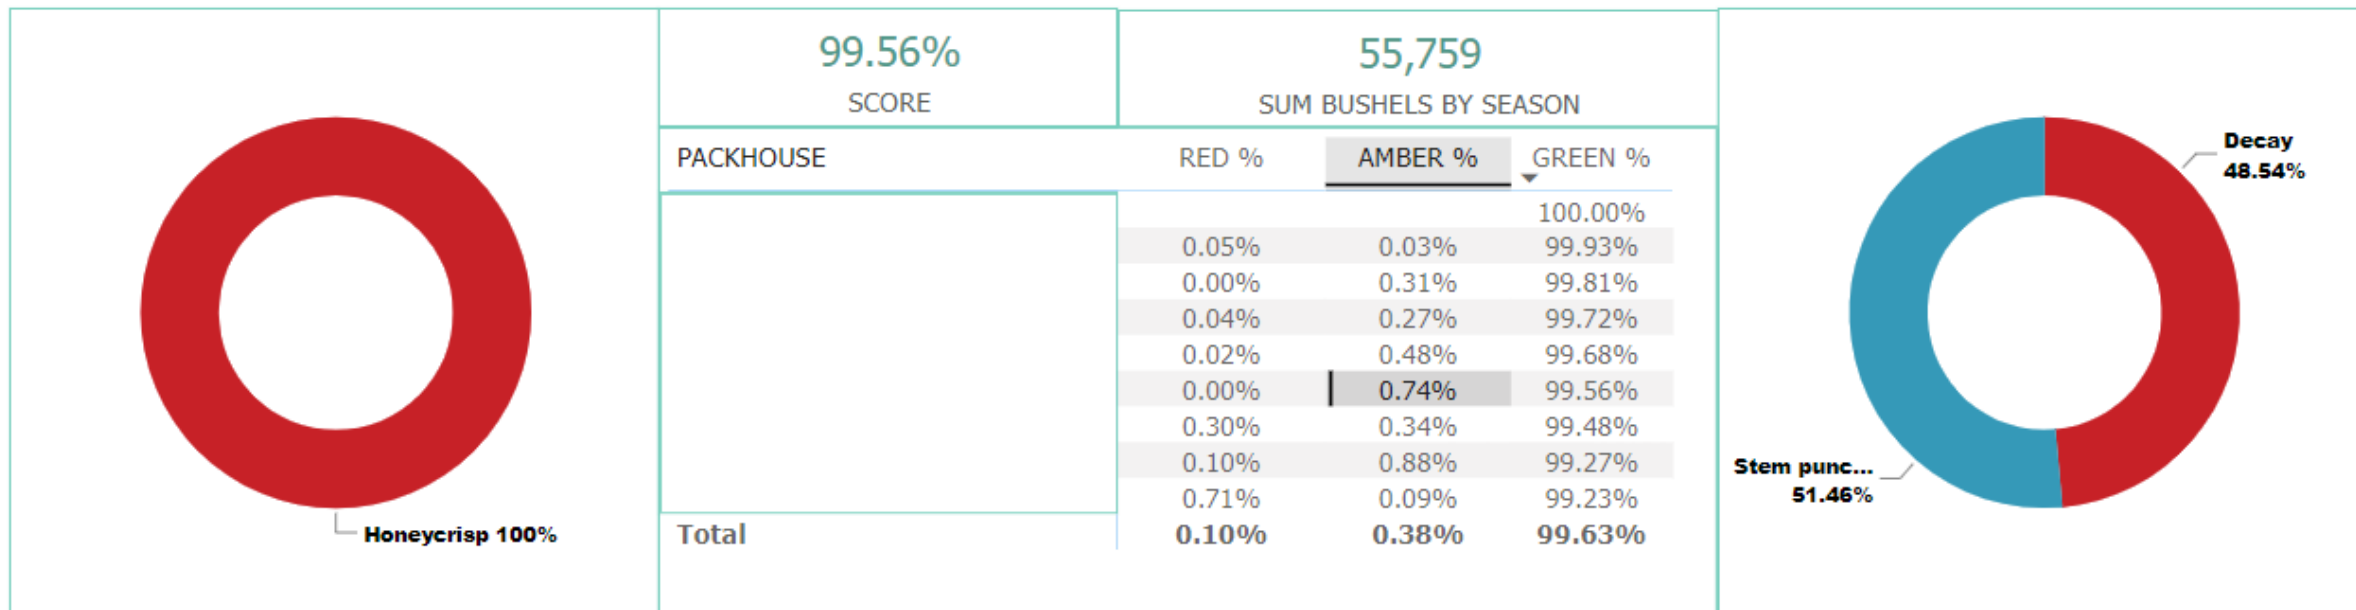 99.56%
SCORE
55,759
SUM BUSHELS BY SEASON
PACKHOUSE RED % AMBER % GREEN %
100.00%
0.05% 0.03% 99.93%
0.00% 0.31% 99.81%
0.04% 0.27% 99.72%
0.02% 0.48% 99.68%
0.00% 0.74% 99.56%
0.30% 0.34% 99.48%
0.10% 0.88% 99.27%
0.71% 0.09% 99.23%
Total 0.10% 0.38% 99.63%
Honeycrisp 100%
Decay
48.54%
Stem punc...
51.46%